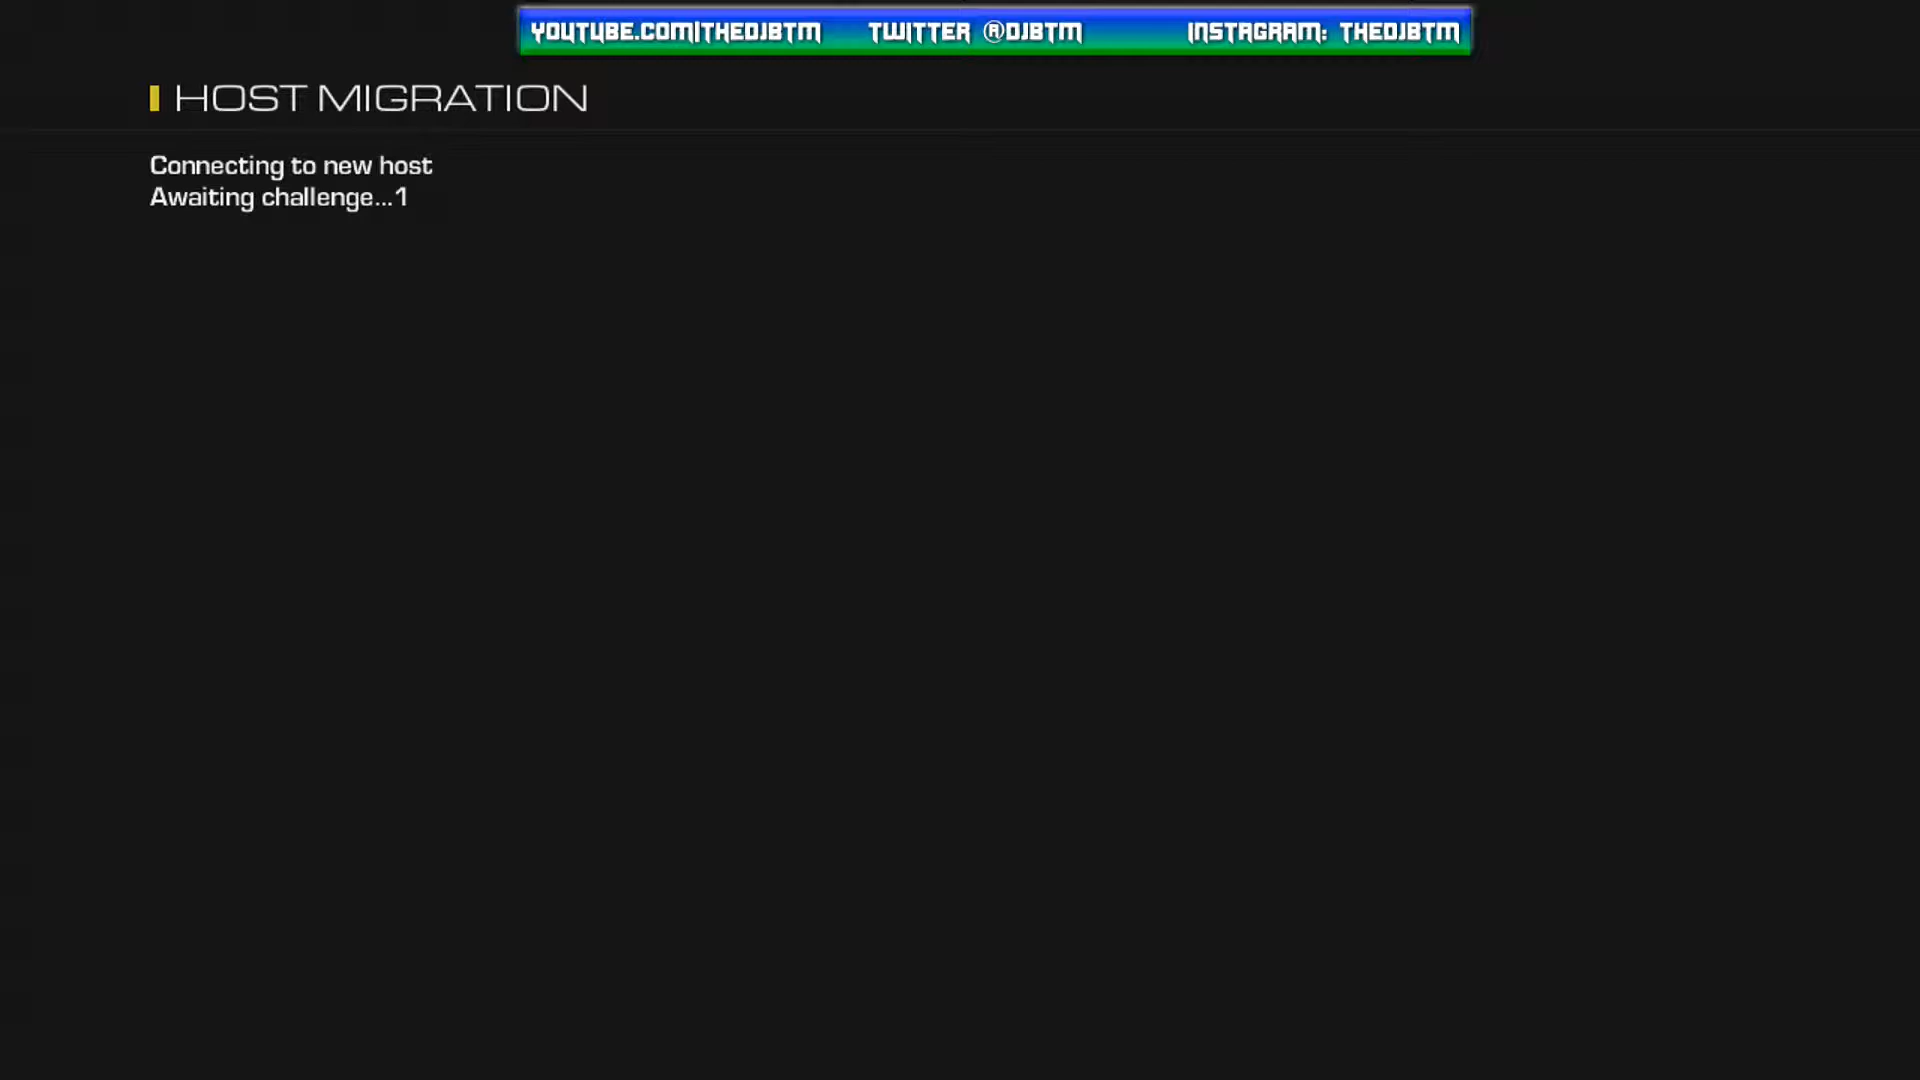 YOUTUBE.COM/THEDJBTM TWITTER @DJBTM INSTAGRAM: THEDJBTM
HOST MIGRATION
Connecting to new host
Awaiting challenge...1